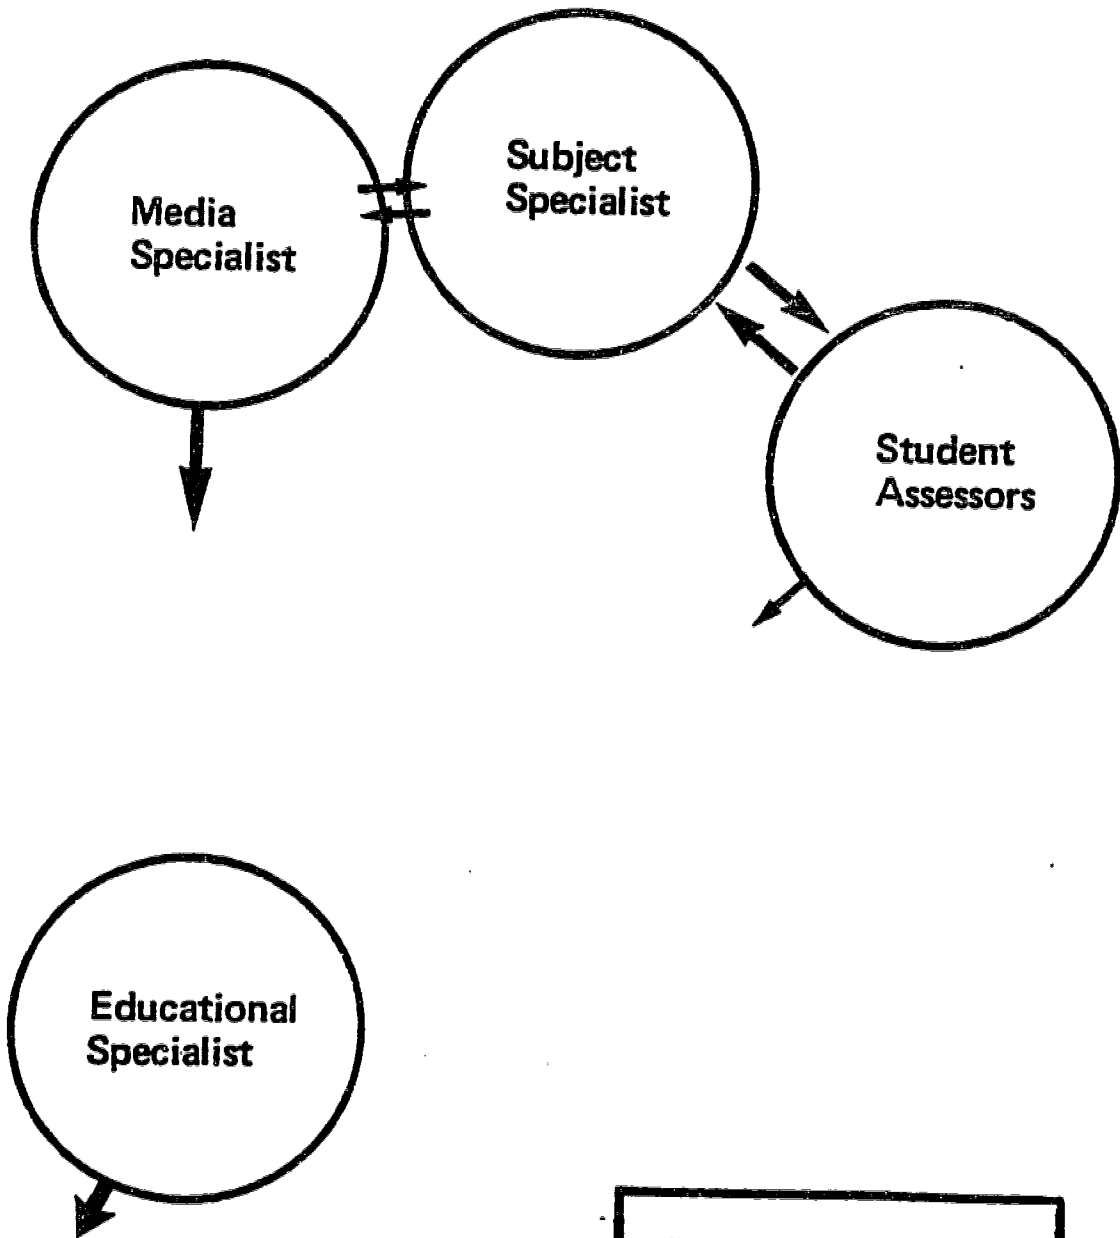 Subject
Specialist
Media
Specialist
Student
Assessors
Educational
Specialist